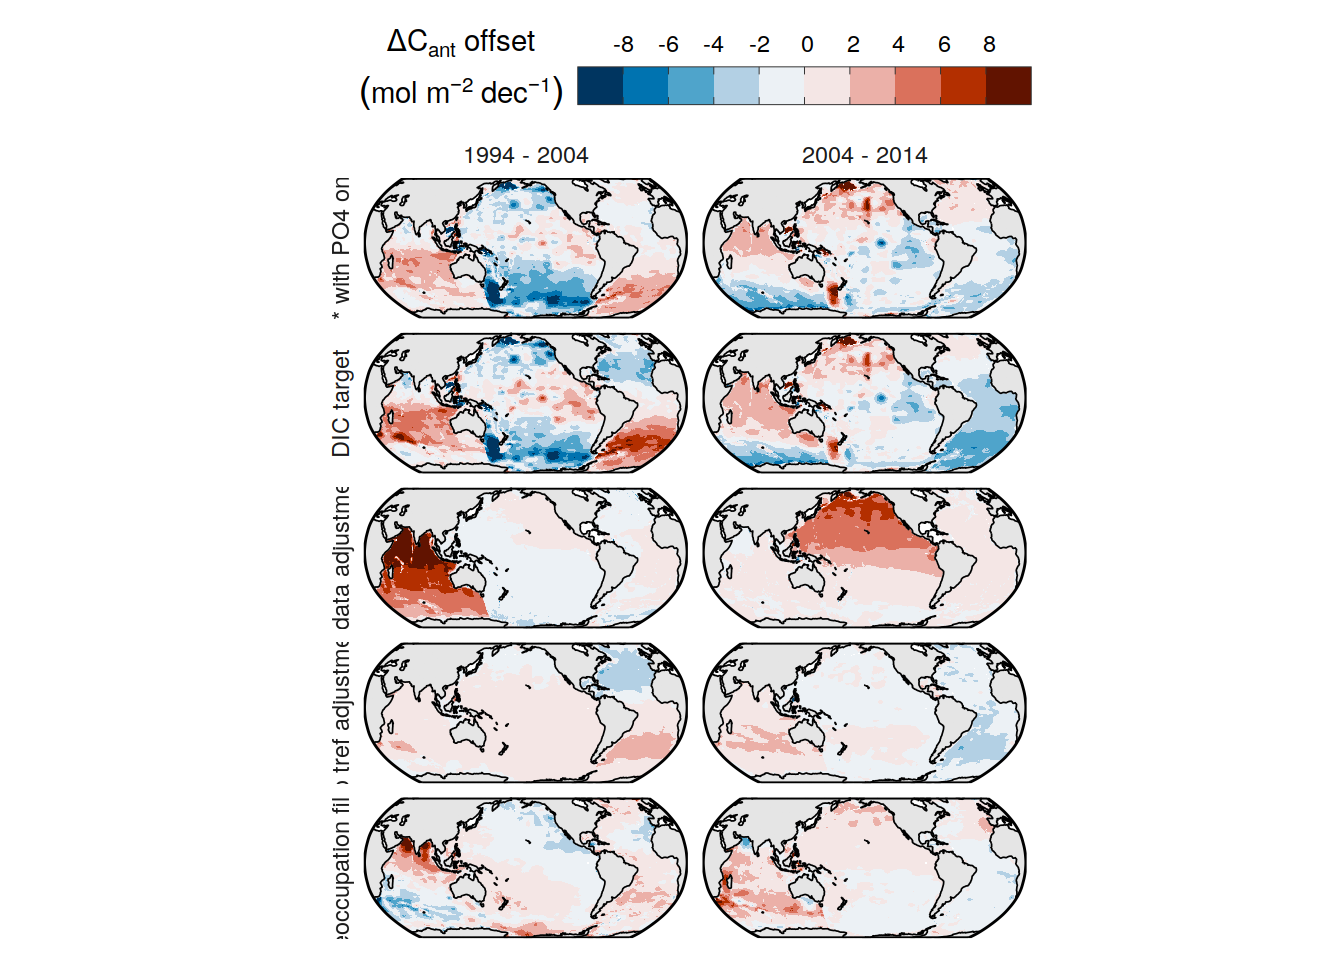 ΔCant offset
(mol m−2 dec−1)
-8 -6 -4 -2 0 2 4 6 8
1994 - 2004 2004 - 2014
* with PO4 on
DIC target
data adjustme
tref adjustme
eoccupation fil